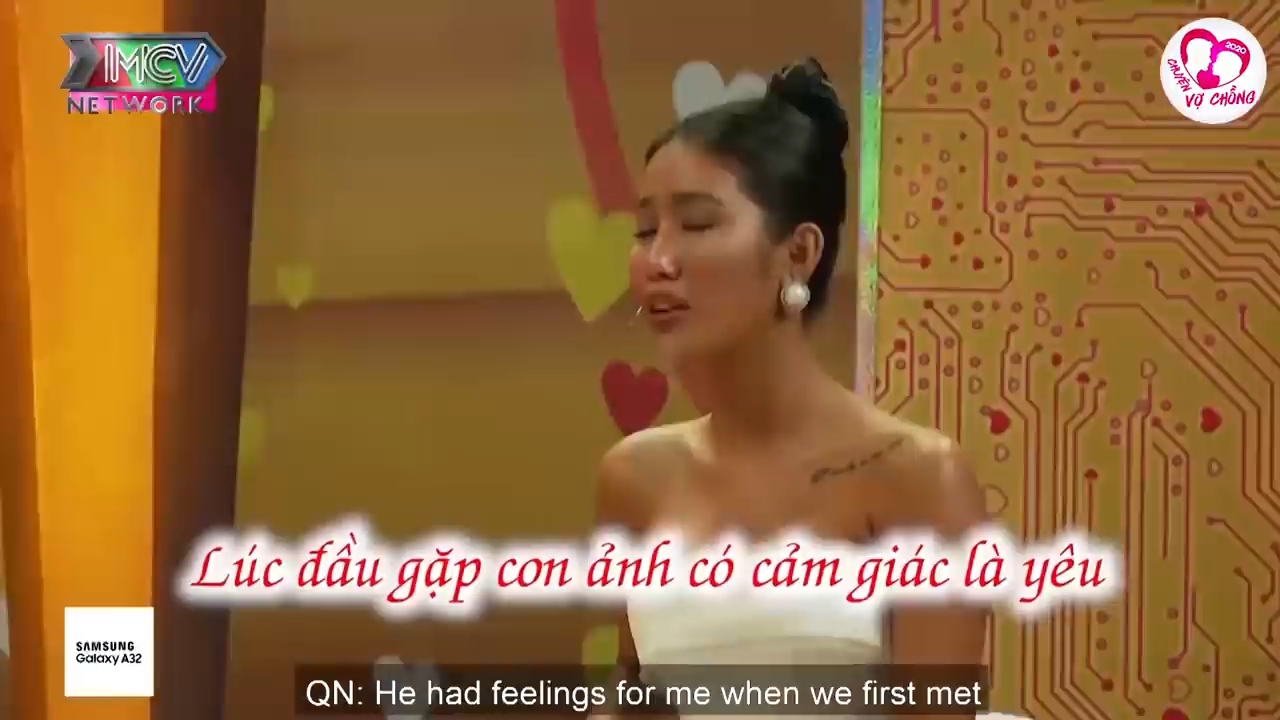 MCV
NETWORK
2020
CHUYỆN
VỢ CHỒNG
Lúc đầu gặp con ảnh có cảm giác là yêu
SAMSUNG
Galaxy A32
QN: He had feelings for me when we first met